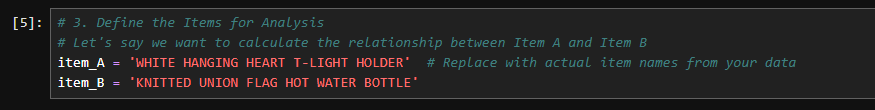 [5]: # 3. Define the Items for Analysis
# Let's say we want to calculate the relationship between Item A and Item B
item_A = 'WHITE HANGING HEART T-LIGHT HOLDER'  # Replace with actual item names from your data
item_B = 'KNITTED UNION FLAG HOT WATER BOTTLE'